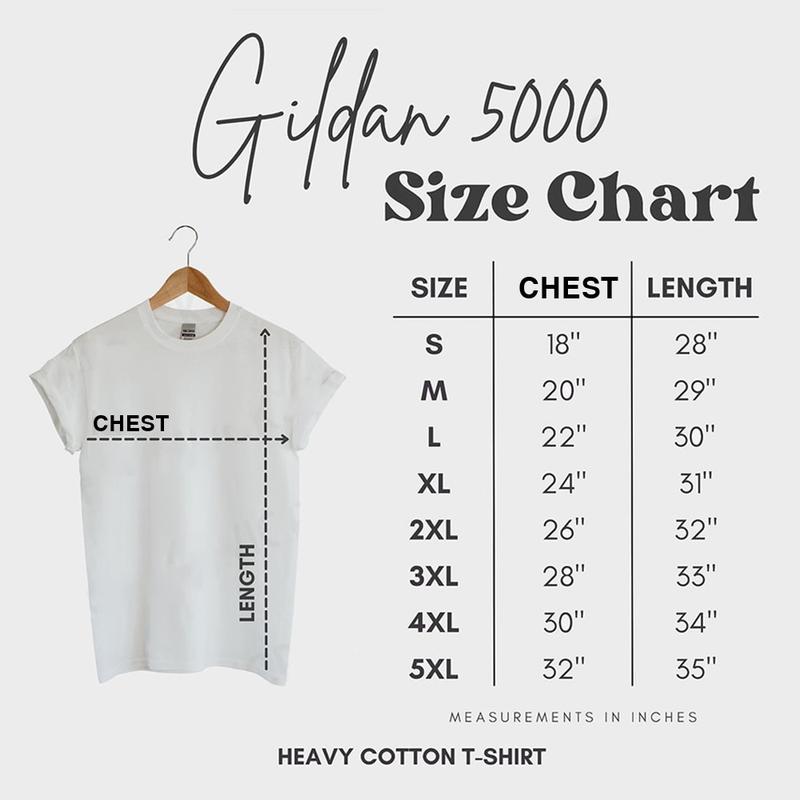 Gildan 5000
Size Chart
SIZE CHEST LENGTH
S 18" 28"
M 20" 29"
L 22" 30"
XL 24" 31"
2XL 26" 32"
3XL 28" 33"
4XL 30" 34"
5XL 32" 35"
CHEST
LENGTH
MEASUREMENTS IN INCHES
HEAVY COTTON T-SHIRT